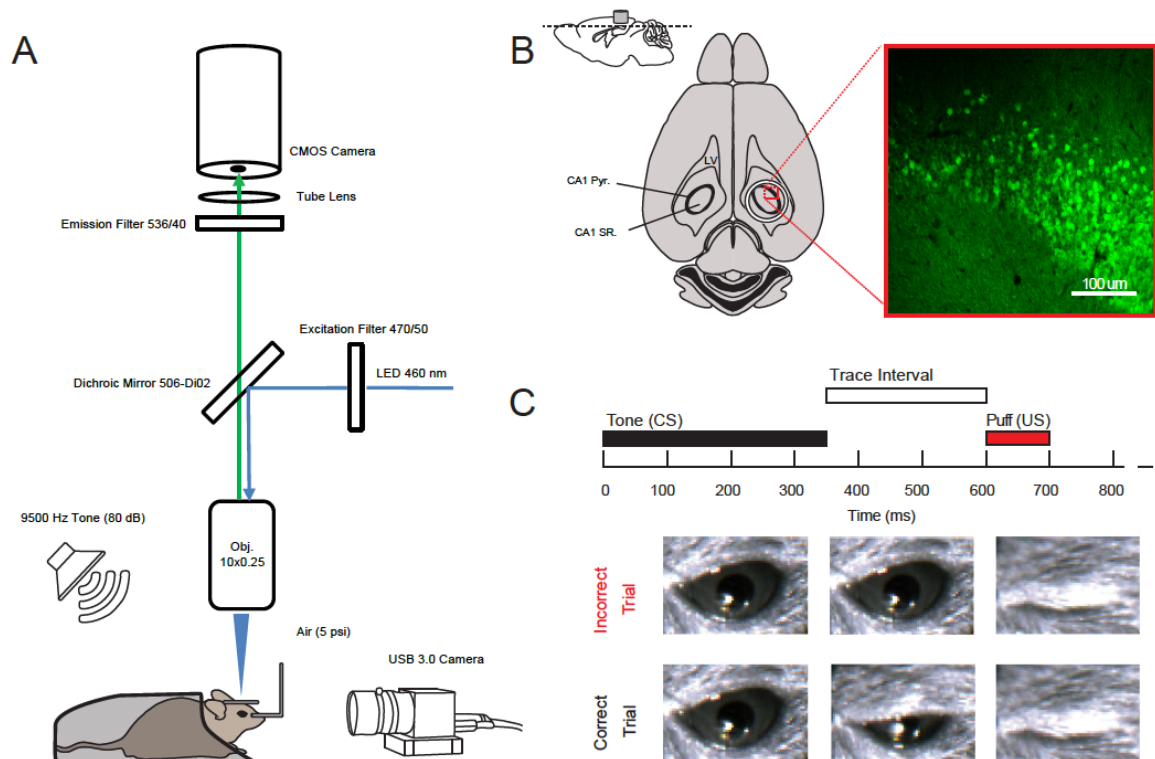 A
CMOS Camera
Tube Lens
Emission Filter 536/40
Excitation Filter 470/50
LED 460 nm
Dichroic Mirror 506-Di02
9500 Hz Tone (80 dB)
Obj.
10x0.25
Air (5 psi)
USB 3.0 Camera
B
LV
CA1 Pyr.
CA1 SR.
100 um
C
Trace Interval
Tone (CS)
Puff (US)
0 100 200 300 400 500 600 700 800
Time (ms)
Incorrect
Trial
Correct
Trial